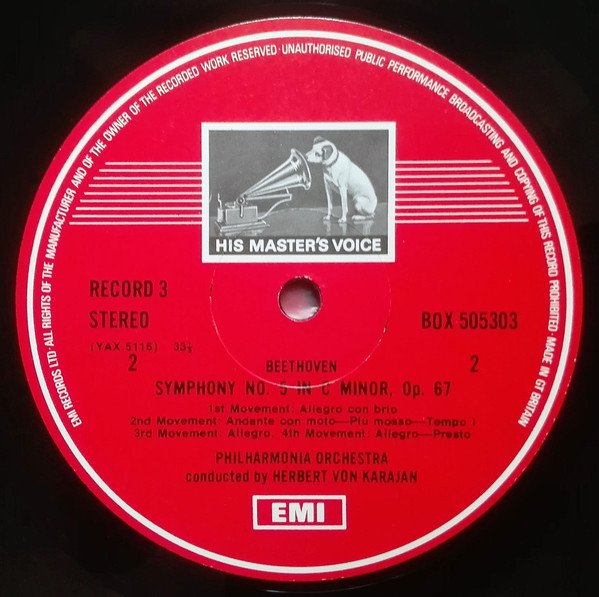 EMI RECORDS LTD · ALL RIGHTS OF THE MANUFACTURER AND OF THE OWNER OF THE RECORDED WORK RESERVED · UNAUTHORISED PUBLIC PERFORMANCE BROADCASTING AND COPYING OF THIS RECORD PROHIBITED · MADE IN GT BRITAIN
HIS MASTER'S VOICE
RECORD 3
STEREO
BOX 505303
(YAX 5115) 33⅓
2
2
BEETHOVEN
SYMPHONY NO. 5 IN C MINOR, Op. 67
1st Movement: Allegro con brio
2nd Movement: Andante con moto—Più mosso—Tempo I
3rd Movement: Allegro. 4th Movement: Allegro—Presto
PHILHARMONIA ORCHESTRA
conducted by HERBERT VON KARAJAN
EMI